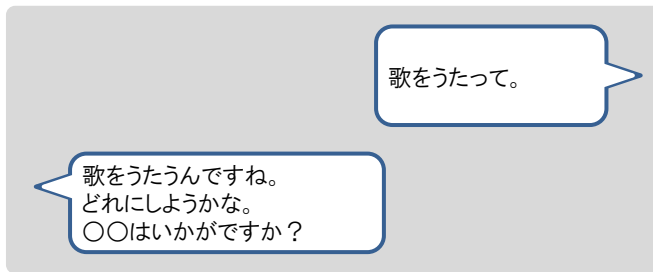 歌をうたって。
歌をうたうんですね。
どれにしようかな。
○○はいかがですか？